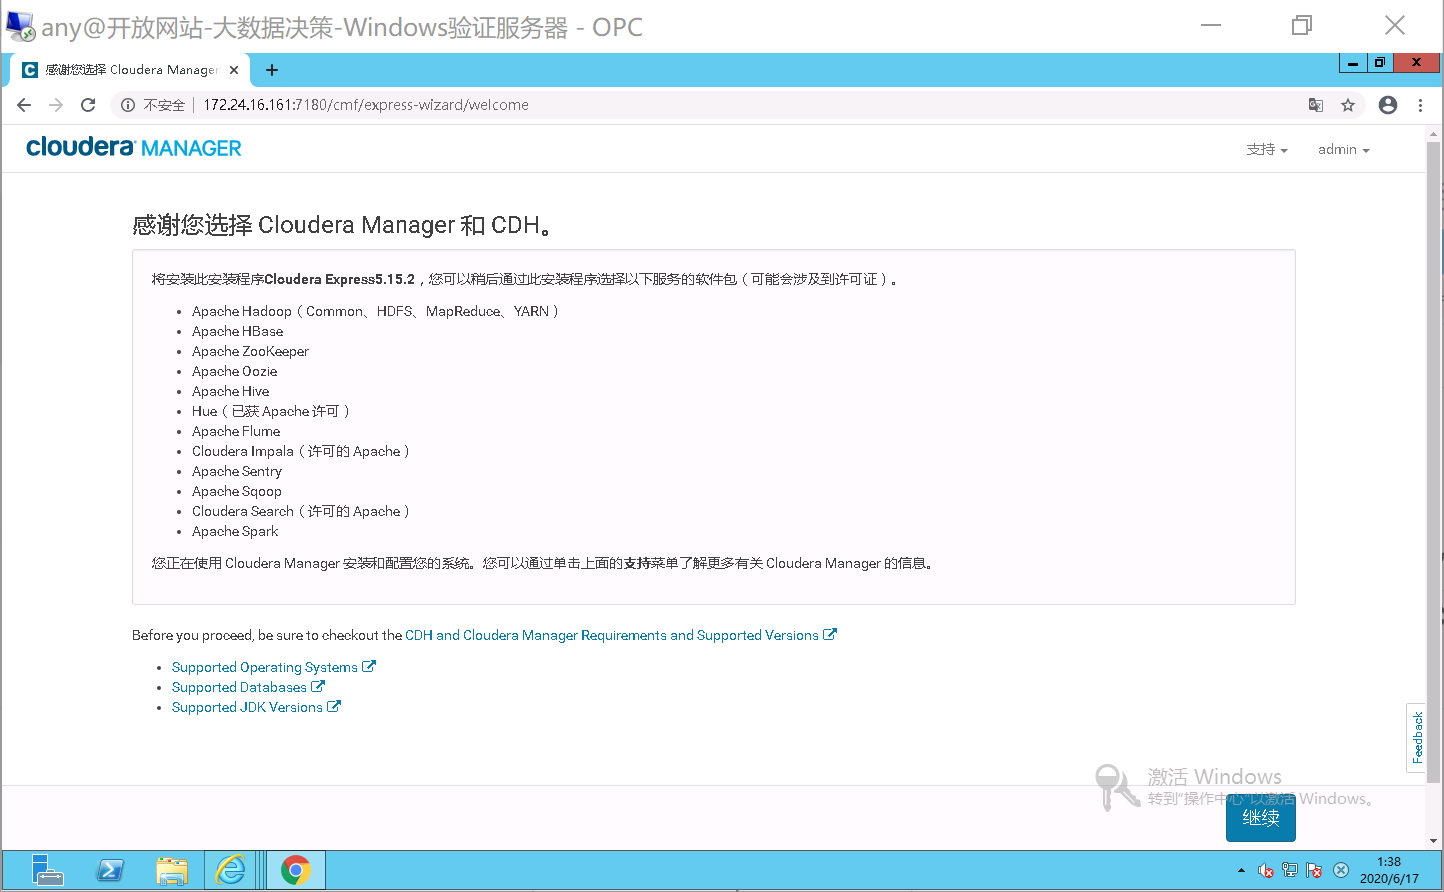 any@开放网站-大数据决策-Windows验证服务器 - OPC
感谢您选择 Cloudera Manager
不安全 | 172.24.16.161:7180/cmf/express-wizard/welcome
cloudera MANAGER
支持 admin
感谢您选择 Cloudera Manager 和 CDH。
将安装此安装程序Cloudera Express5.15.2，您可以稍后通过此安装程序选择以下服务的软件包（可能会涉及到许可证）。
Apache Hadoop（Common、HDFS、MapReduce、YARN）
Apache HBase
Apache ZooKeeper
Apache Oozie
Apache Hive
Hue（已获 Apache 许可）
Apache Flume
Cloudera Impala（许可的 Apache）
Apache Sentry
Apache Sqoop
Cloudera Search（许可的 Apache）
Apache Spark
您正在使用 Cloudera Manager 安装和配置您的系统。您可以通过单击上面的支持菜单了解更多有关 Cloudera Manager 的信息。
Before you proceed, be sure to checkout the CDH and Cloudera Manager Requirements and Supported Versions
Supported Operating Systems
Supported Databases
Supported JDK Versions
Feedback
激活 Windows
转到"操作中心"以激活 Windows。
继续
1:38
2020/6/17